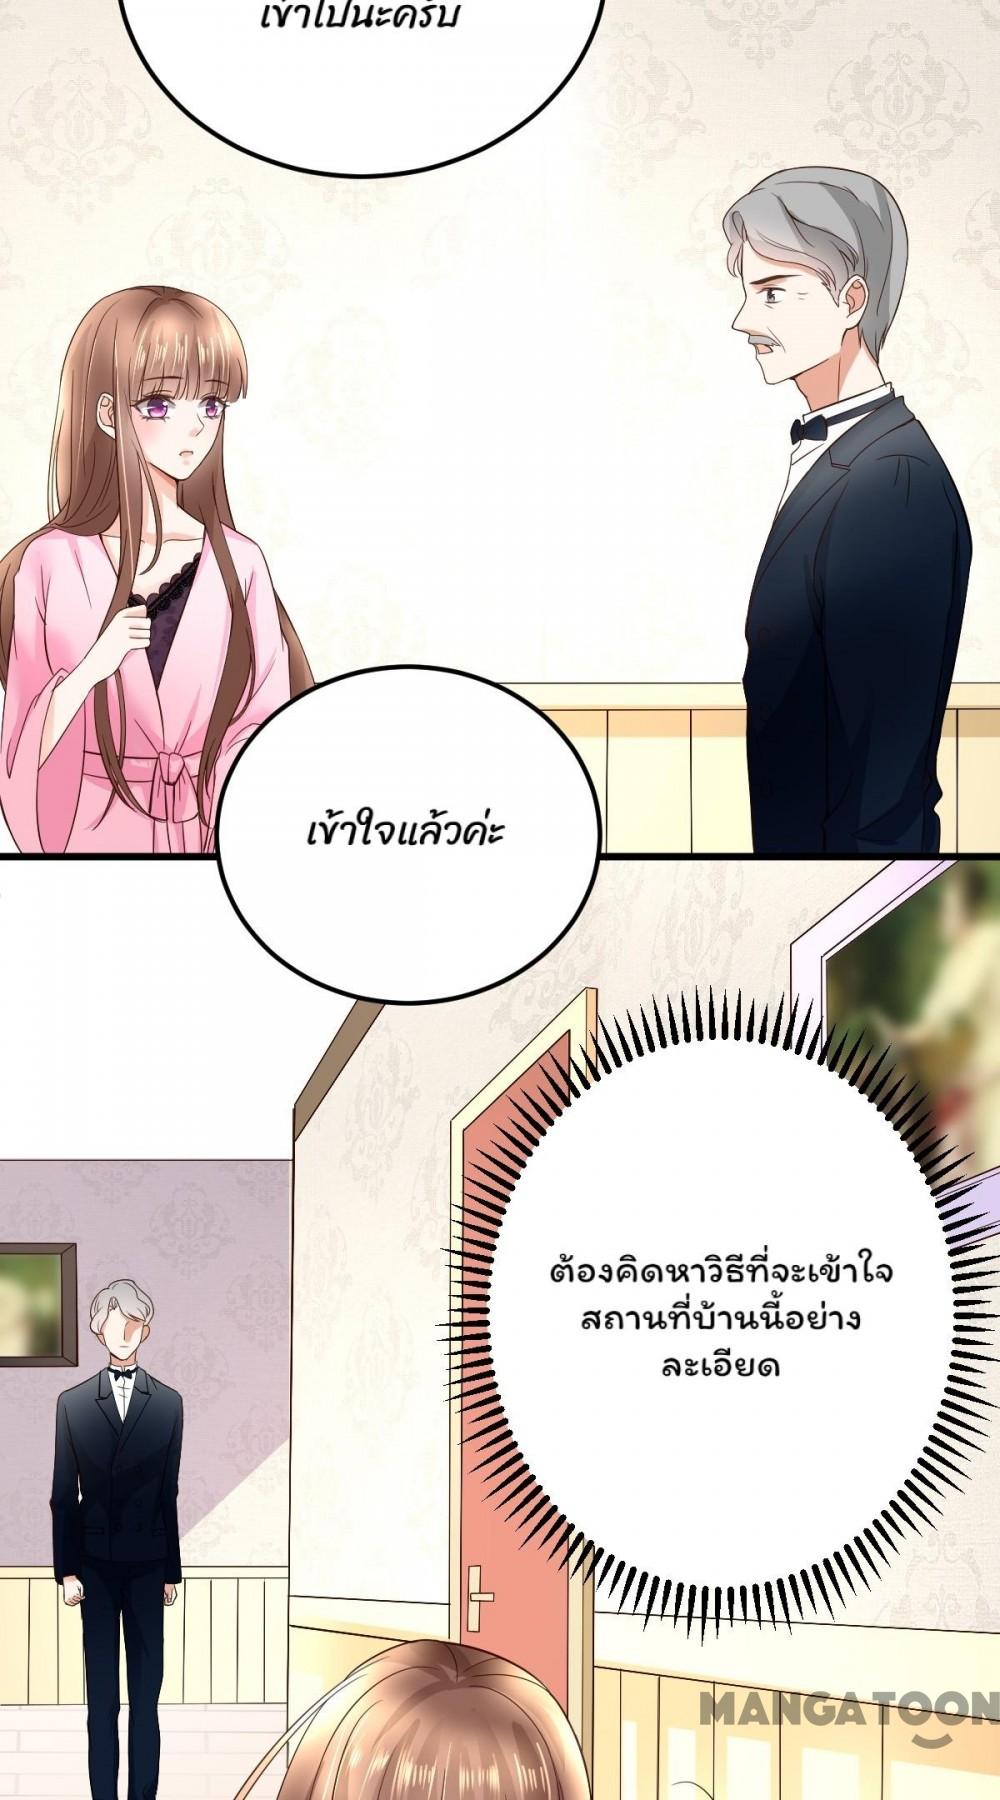 เข้าไปนะครับ
เข้าใจแล้วค่ะ
ต้องคิดหาวิธีที่จะเข้าใจ
สถานที่บ้านนี้อย่าง
ละเอียด
MANGATOON